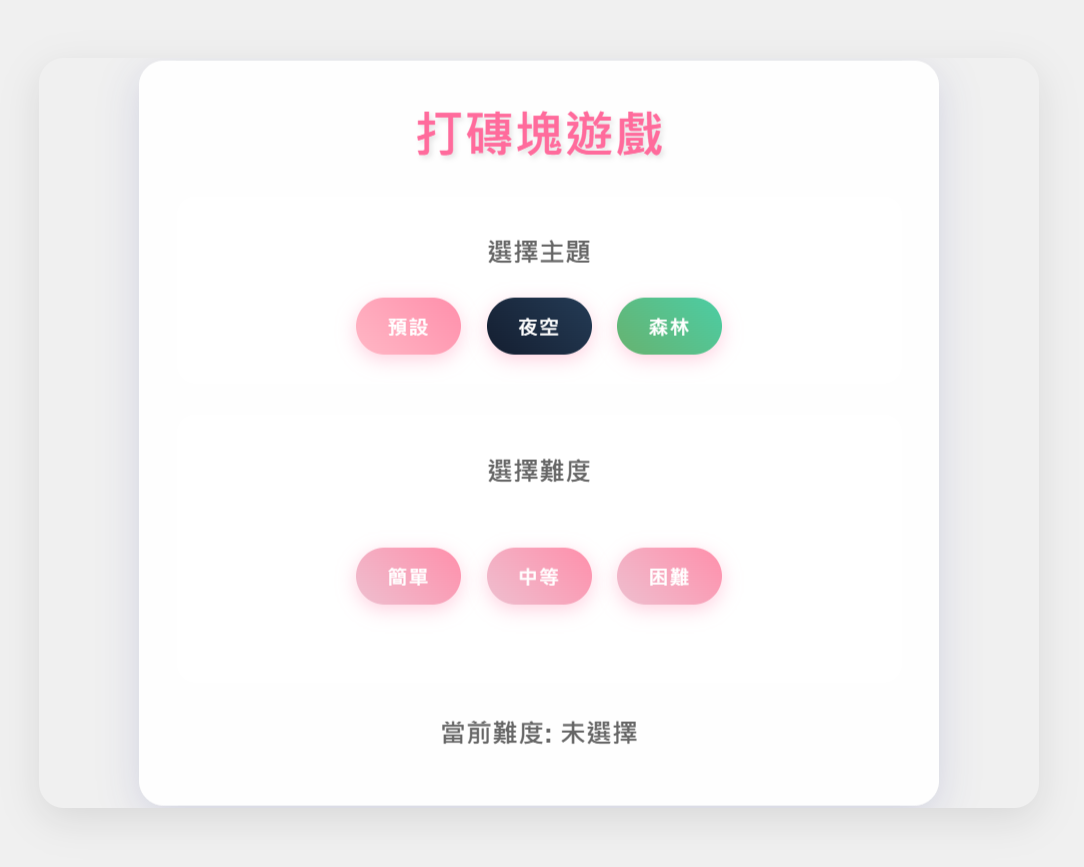 打磚塊遊戲
選擇主題
預設 夜空 森林
選擇難度
簡單 中等 困難
當前難度: 未選擇